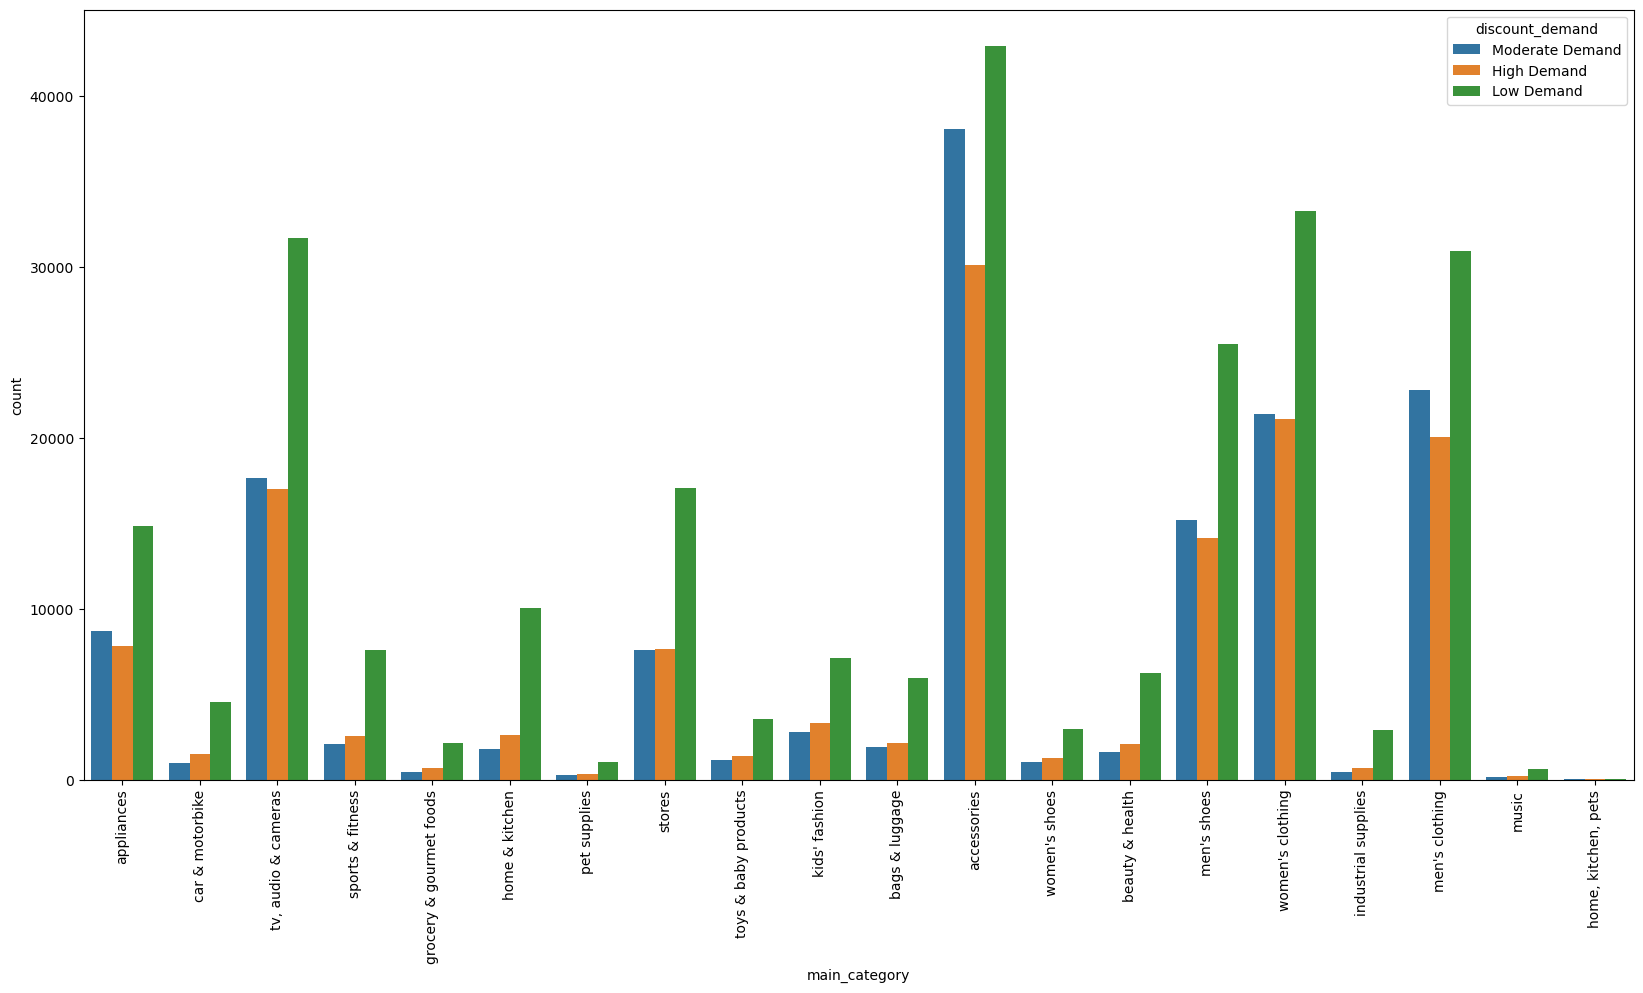 discount_demand
Moderate Demand
High Demand
Low Demand
40000
30000
20000
10000
0
count
appliances
car & motorbike
tv, audio & cameras
sports & fitness
grocery & gourmet foods
home & kitchen
pet supplies
stores
toys & baby products
kids' fashion
bags & luggage
accessories
women's shoes
beauty & health
men's shoes
women's clothing
industrial supplies
men's clothing
music
home, kitchen, pets
main_category